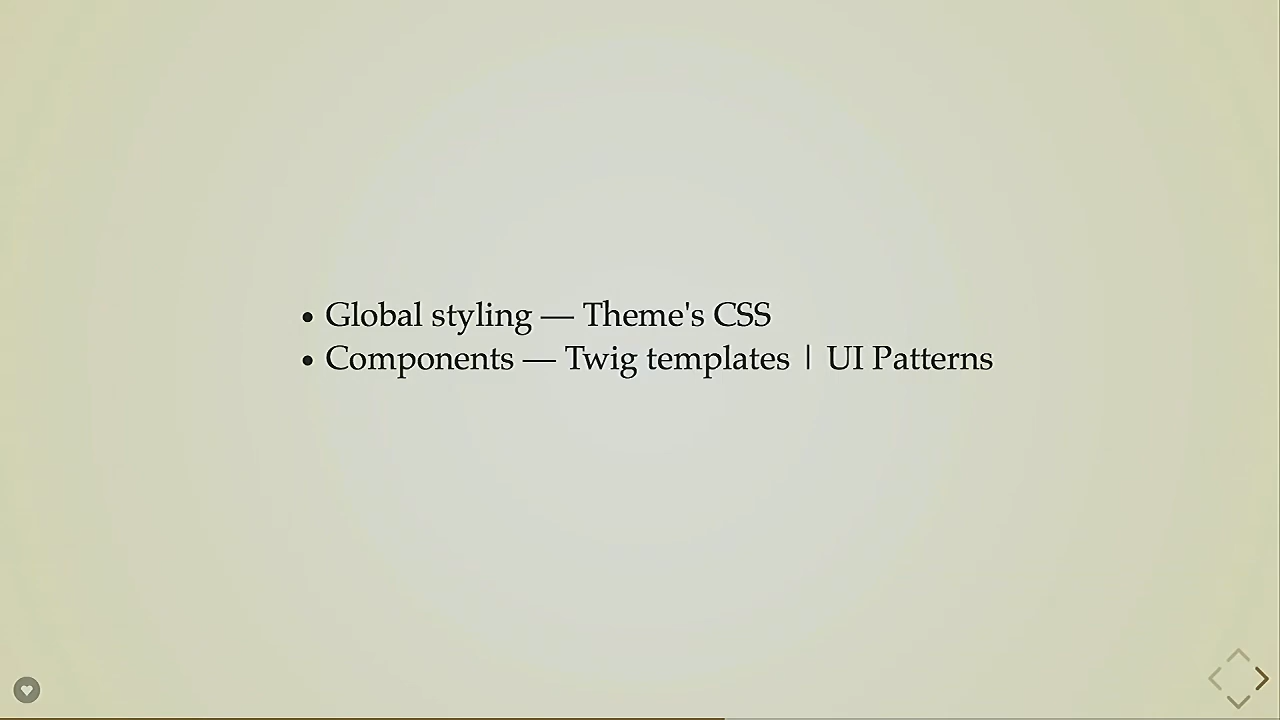 • Global styling — Theme's CSS
• Components — Twig templates | UI Patterns